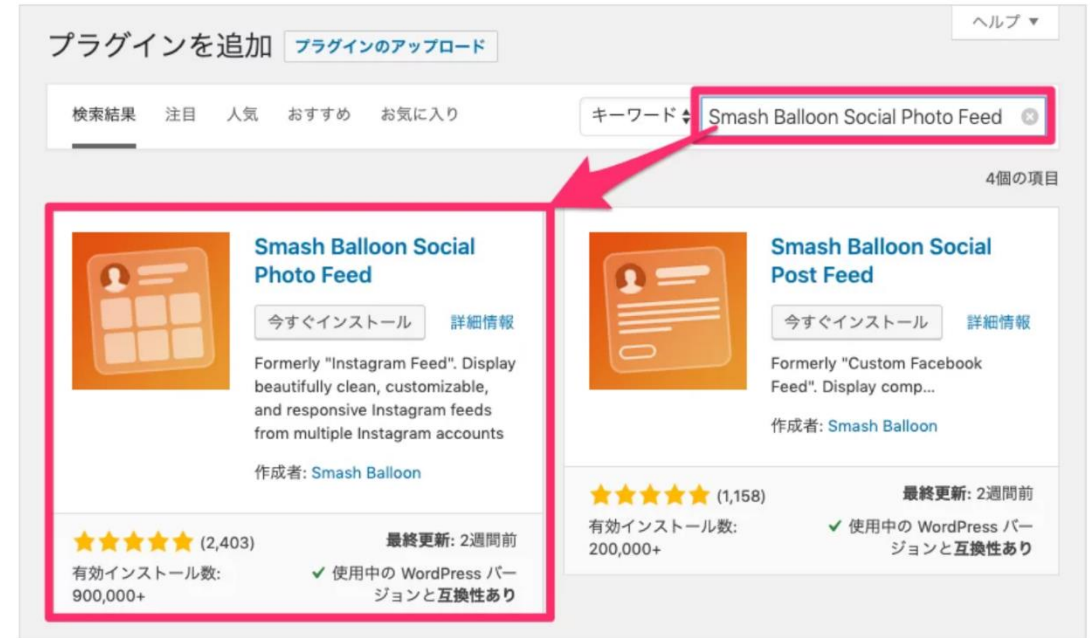 ヘルプ ▼
プラグインを追加 プラグインのアップロード
検索結果 注目 人気 おすすめ お気に入り キーワード Smash Balloon Social Photo Feed
4個の項目
Smash Balloon Social
Photo Feed
今すぐインストール 詳細情報
Formerly "Instagram Feed". Display
beautifully clean, customizable,
and responsive Instagram feeds
from multiple Instagram accounts
作成者: Smash Balloon
(2,403) 最終更新: 2週間前
有効インストール数:
900,000+
✓ 使用中の WordPress バー
ジョンと互換性あり
Smash Balloon Social
Post Feed
今すぐインストール 詳細情報
Formerly "Custom Facebook
Feed". Display comp...
作成者: Smash Balloon
(1,158) 最終更新: 2週間前
有効インストール数:
200,000+
✓ 使用中の WordPress バー
ジョンと互換性あり